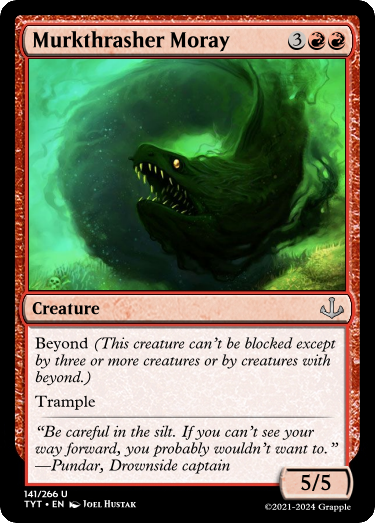 Murkthrasher Moray 3
Creature
Beyond (This creature can't be blocked except
by three or more creatures or by creatures with
beyond.)
Trample
"Be careful in the silt. If you can't see your
way forward, you probably wouldn't want to."
—Pundar, Drownside captain
5/5
141/266 U
TYT • EN Joel Hustak
©2021-2024 Grapple